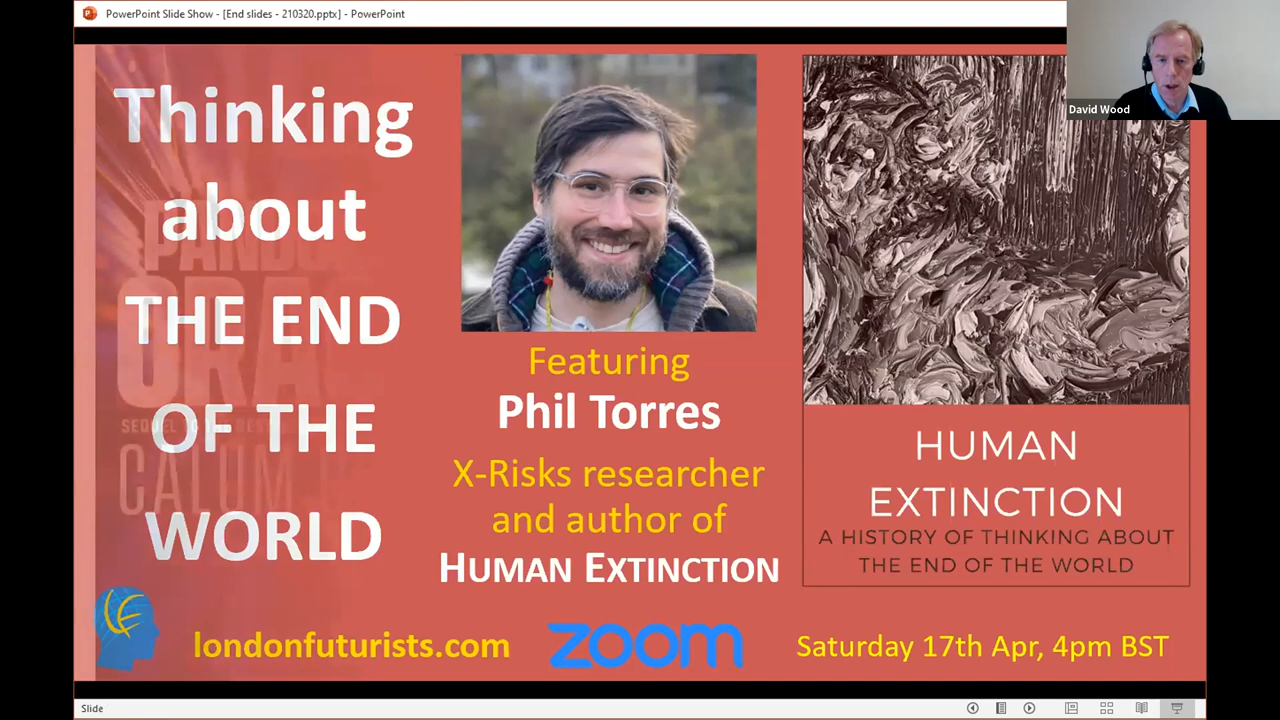 PowerPoint Slide Show - [End slides - 210320.pptx] - PowerPoint
David Wood
Thinking
about
THE END
OF THE
WORLD
Featuring
Phil Torres
X-Risks researcher
and author of
HUMAN EXTINCTION
HUMAN
EXTINCTION
A HISTORY OF THINKING ABOUT
THE END OF THE WORLD
londonfuturists.com
zoom
Saturday 17th Apr, 4pm BST
Slide